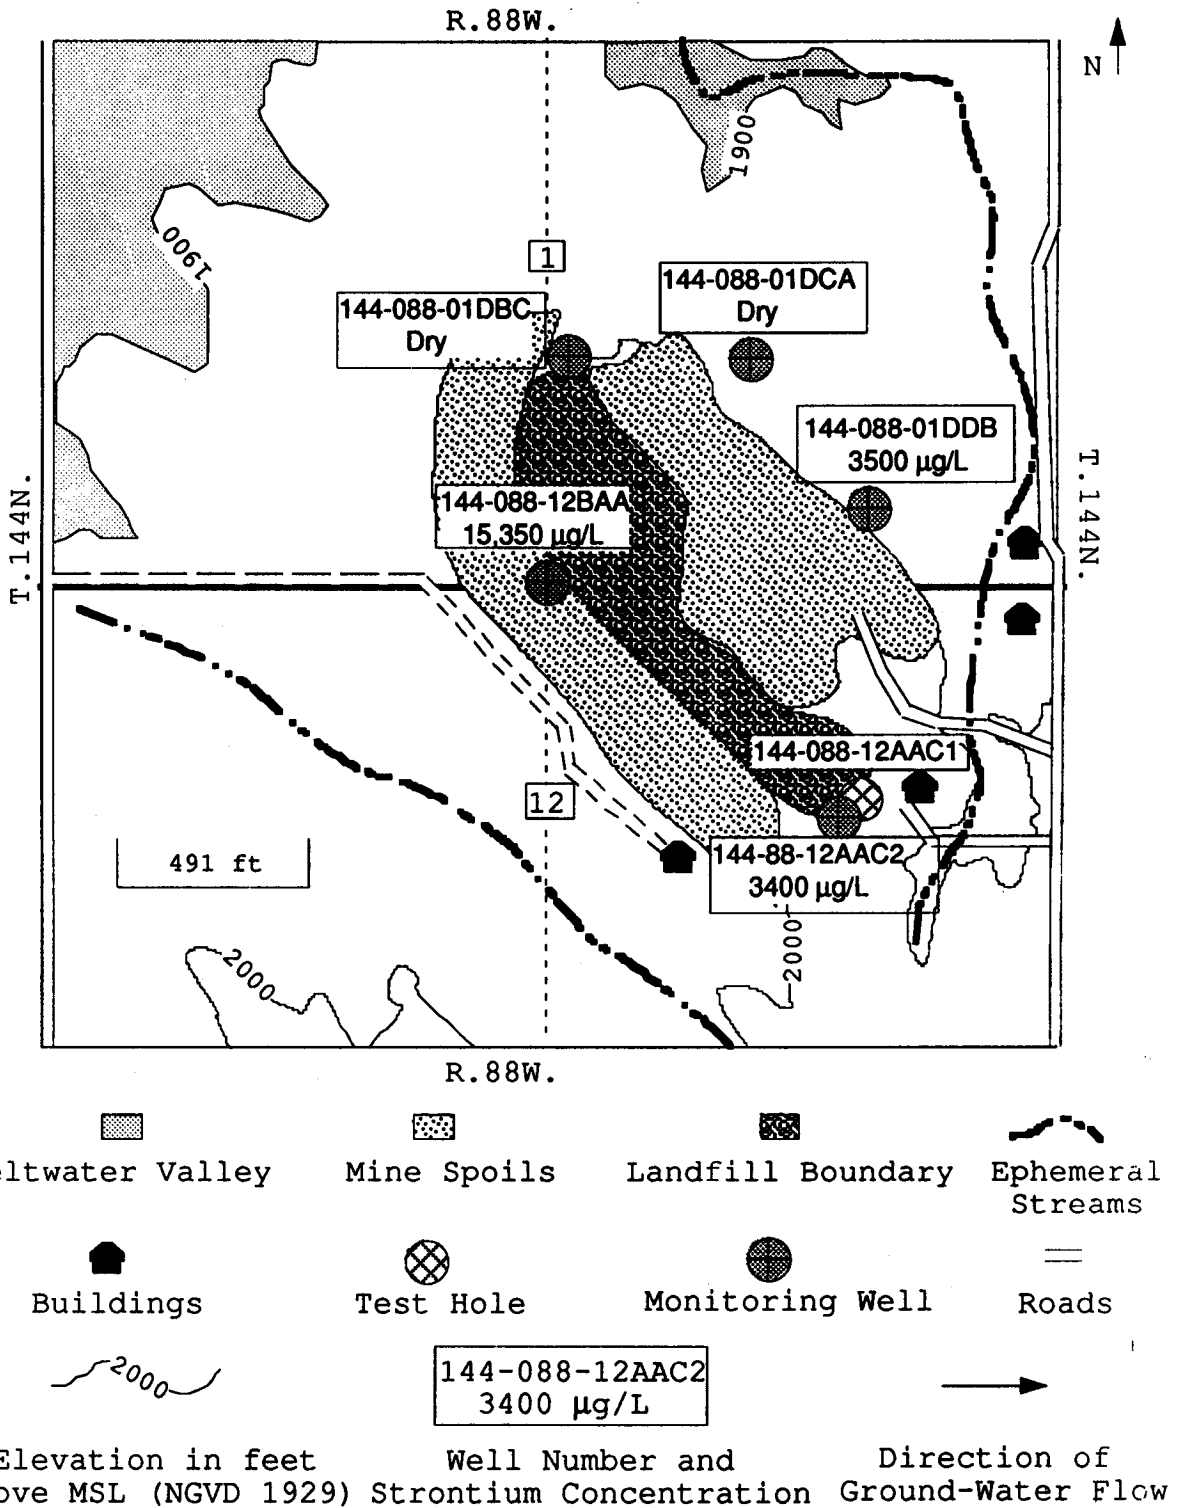 R.88W.
N
1900
1900
1
144-088-01DCA
Dry
144-088-01DBC
Dry
144-088-01DDB
3500 µg/L
T.144N.
T.144N.
144-088-12BAA
15,350 µg/L
144-088-12AAC1
12
491 ft
144-88-12AAC2
3400 µg/L
2000
2000
R.88W.
eltwater Valley
Mine Spoils
Landfill Boundary
Ephemeral
Streams
Buildings
Test Hole
Monitoring Well
Roads
2000
144-088-12AAC2
3400 µg/L
Elevation in feet
ove MSL (NGVD 1929)
Well Number and
Strontium Concentration
Direction of
Ground-Water Flow